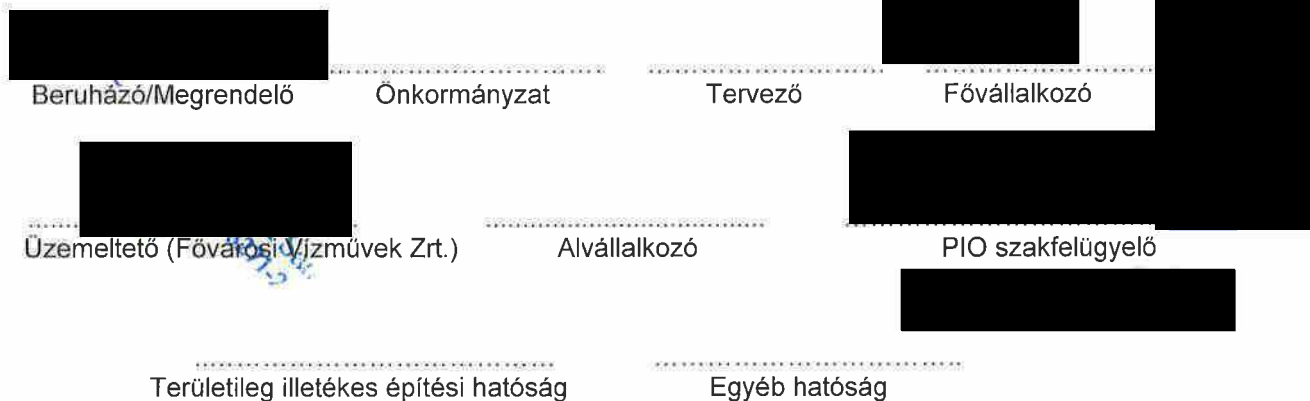 Beruházó/Megrendelő Önkormányzat Tervező Fővállalkozó
Üzemeltető (Fővárosi Vízművek Zrt.) Alvállalkozó PIO szakfelügyelő
Területileg illetékes építési hatóság Egyéb hatóság